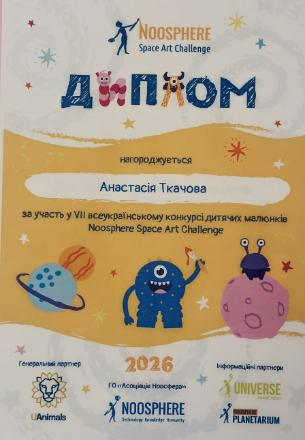 NOOSPHERE
Space Art Challenge
ДИПЛОМ
нагороджується
Анастасія Ткачова
за участь у VII всеукраїнському конкурсі дитячих малюнків
Noosphere Space Art Challenge
2026
Генеральний партнер
UAnimals
ГО «Асоціація Ноосфера»
NOOSPHERE
Technology. Knowledge. Humanity.
Інформаційні партнери
UNIVERSE
NOOSPHERE
PLANETARIUM